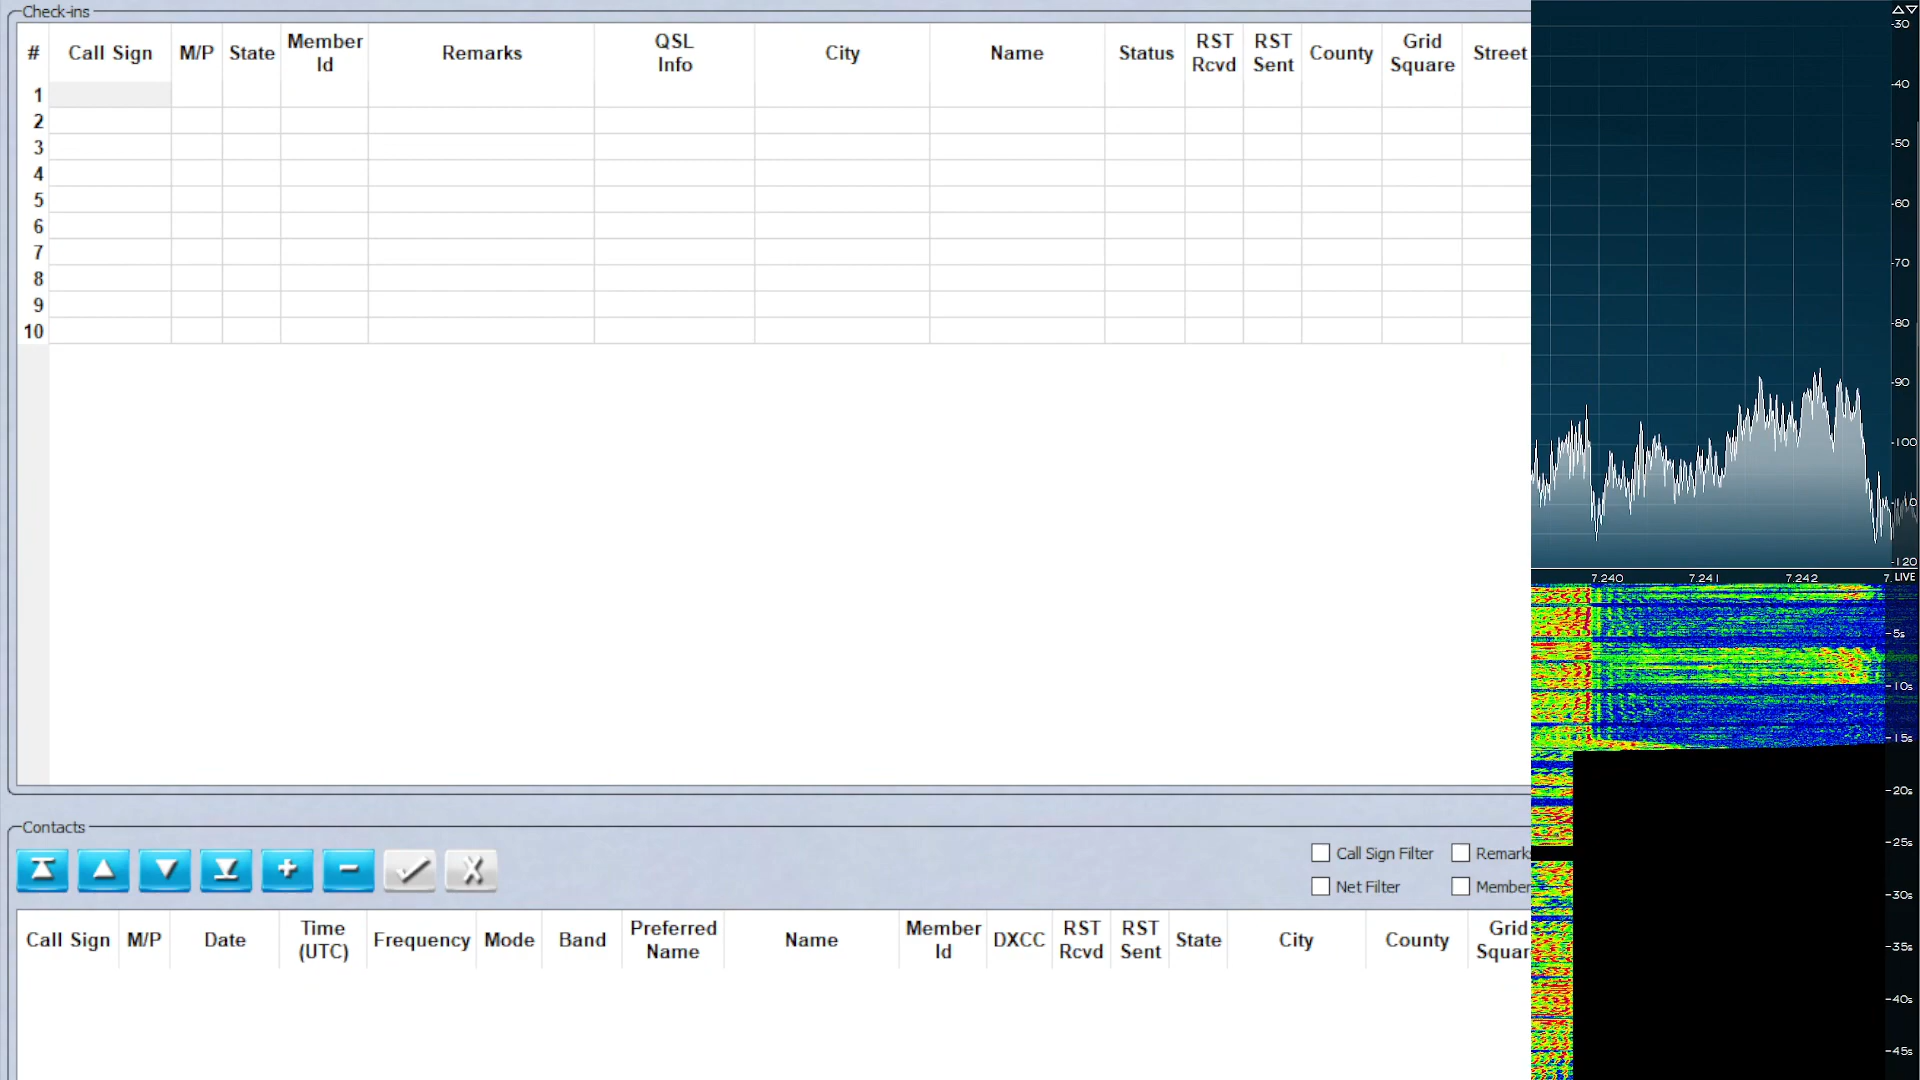 Check-ins
# Call Sign M/P State Member Id Remarks QSL Info City Name Status RST Rcvd RST Sent County Grid Square Street
1
2
3
4
5
6
7
8
9
10
Contacts
Call Sign Filter Remark
Net Filter Member
Call Sign M/P Date Time (UTC) Frequency Mode Band Preferred Name Name Member Id DXCC RST Rcvd RST Sent State City County Grid Squar
-30
-40
-50
-60
-70
-80
-90
-100
-110
-120
7.240 7.241 7.242 7. LIVE
5s
10s
15s
20s
25s
30s
35s
40s
45s